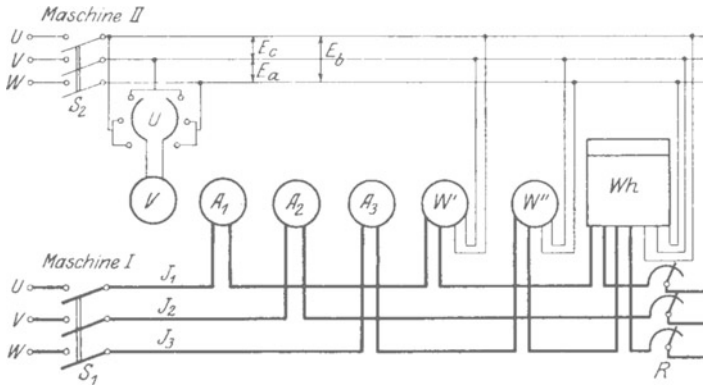 Maschine II
U
V
W
S2
Ec
Ea
Eb
U
V
A1
A2
A3
W'
W"
Wh
Maschine I
U
V
W
J1
J2
J3
S1
R